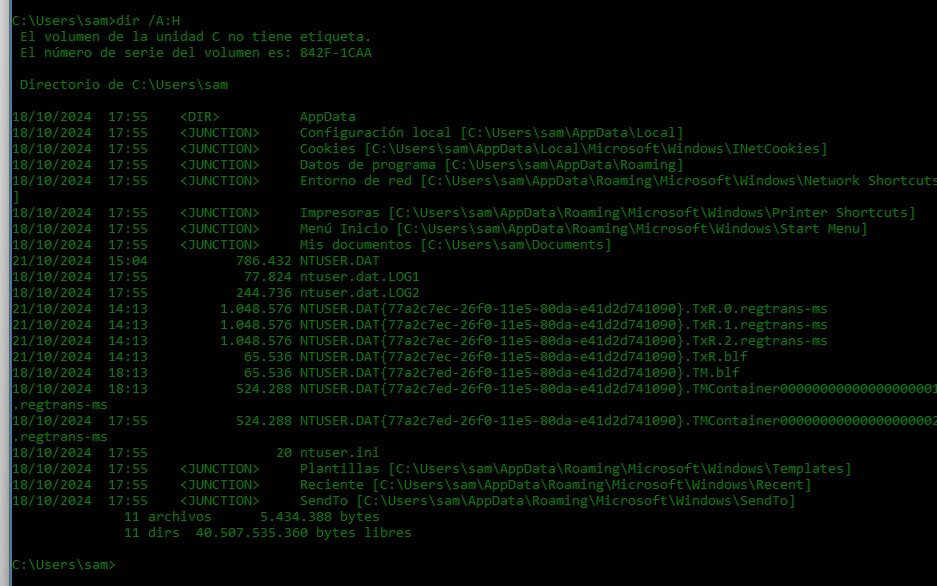 C:\Users\sam>dir /A:H
El volumen de la unidad C no tiene etiqueta.
El número de serie del volumen es: 842F-1CAA
Directorio de C:\Users\sam
18/10/2024  17:55    <DIR>          AppData
18/10/2024  17:55    <JUNCTION>     Configuración local [C:\Users\sam\AppData\Local]
18/10/2024  17:55    <JUNCTION>     Cookies [C:\Users\sam\AppData\Local\Microsoft\Windows\INetCookies]
18/10/2024  17:55    <JUNCTION>     Datos de programa [C:\Users\sam\AppData\Roaming]
18/10/2024  17:55    <JUNCTION>     Entorno de red [C:\Users\sam\AppData\Roaming\Microsoft\Windows\Network Shortcuts
]
18/10/2024  17:55    <JUNCTION>     Impresoras [C:\Users\sam\AppData\Roaming\Microsoft\Windows\Printer Shortcuts]
18/10/2024  17:55    <JUNCTION>     Menú Inicio [C:\Users\sam\AppData\Roaming\Microsoft\Windows\Start Menu]
18/10/2024  17:55    <JUNCTION>     Mis documentos [C:\Users\sam\Documents]
21/10/2024  15:04           786.432 NTUSER.DAT
18/10/2024  17:55            77.824 ntuser.dat.LOG1
18/10/2024  17:55           244.736 ntuser.dat.LOG2
21/10/2024  14:13         1.048.576 NTUSER.DAT{77a2c7ec-26f0-11e5-80da-e41d2d741090}.TxR.0.regtrans-ms
21/10/2024  14:13         1.048.576 NTUSER.DAT{77a2c7ec-26f0-11e5-80da-e41d2d741090}.TxR.1.regtrans-ms
21/10/2024  14:13         1.048.576 NTUSER.DAT{77a2c7ec-26f0-11e5-80da-e41d2d741090}.TxR.2.regtrans-ms
21/10/2024  14:13            65.536 NTUSER.DAT{77a2c7ec-26f0-11e5-80da-e41d2d741090}.TxR.blf
18/10/2024  18:13            65.536 NTUSER.DAT{77a2c7ed-26f0-11e5-80da-e41d2d741090}.TM.blf
18/10/2024  18:13           524.288 NTUSER.DAT{77a2c7ed-26f0-11e5-80da-e41d2d741090}.TMContainer00000000000000000001
.regtrans-ms
18/10/2024  17:55           524.288 NTUSER.DAT{77a2c7ed-26f0-11e5-80da-e41d2d741090}.TMContainer00000000000000000002
.regtrans-ms
18/10/2024  17:55                20 ntuser.ini
18/10/2024  17:55    <JUNCTION>     Plantillas [C:\Users\sam\AppData\Roaming\Microsoft\Windows\Templates]
18/10/2024  17:55    <JUNCTION>     Reciente [C:\Users\sam\AppData\Roaming\Microsoft\Windows\Recent]
18/10/2024  17:55    <JUNCTION>     SendTo [C:\Users\sam\AppData\Roaming\Microsoft\Windows\SendTo]
11 archivos      5.434.388 bytes
11 dirs  40.507.535.360 bytes libres
C:\Users\sam>